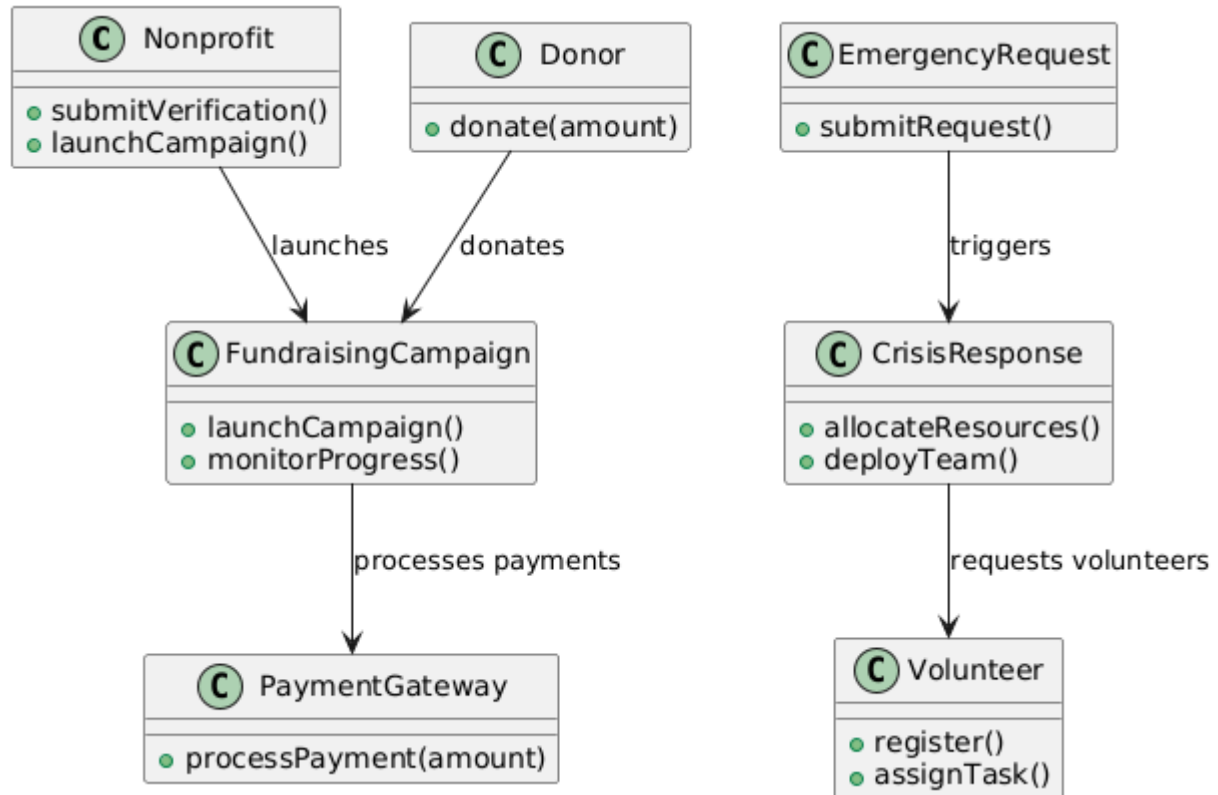 C Nonprofit
submitVerification()
launchCampaign()
C Donor
donate(amount)
C EmergencyRequest
submitRequest()
launches
donates
triggers
C FundraisingCampaign
launchCampaign()
monitorProgress()
C CrisisResponse
allocateResources()
deployTeam()
processes payments
requests volunteers
C PaymentGateway
processPayment(amount)
C Volunteer
register()
assignTask()